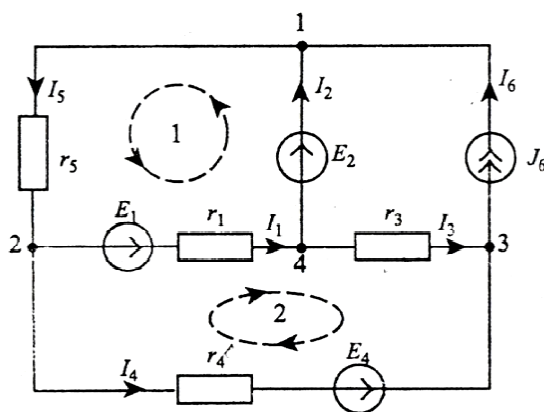 1
I₅ I₂ I₆
r₅ 1 E₂ J₆
E₁ r₁ I₁ r₃ I₃
2 4 3
2
I₄ r₄ E₄